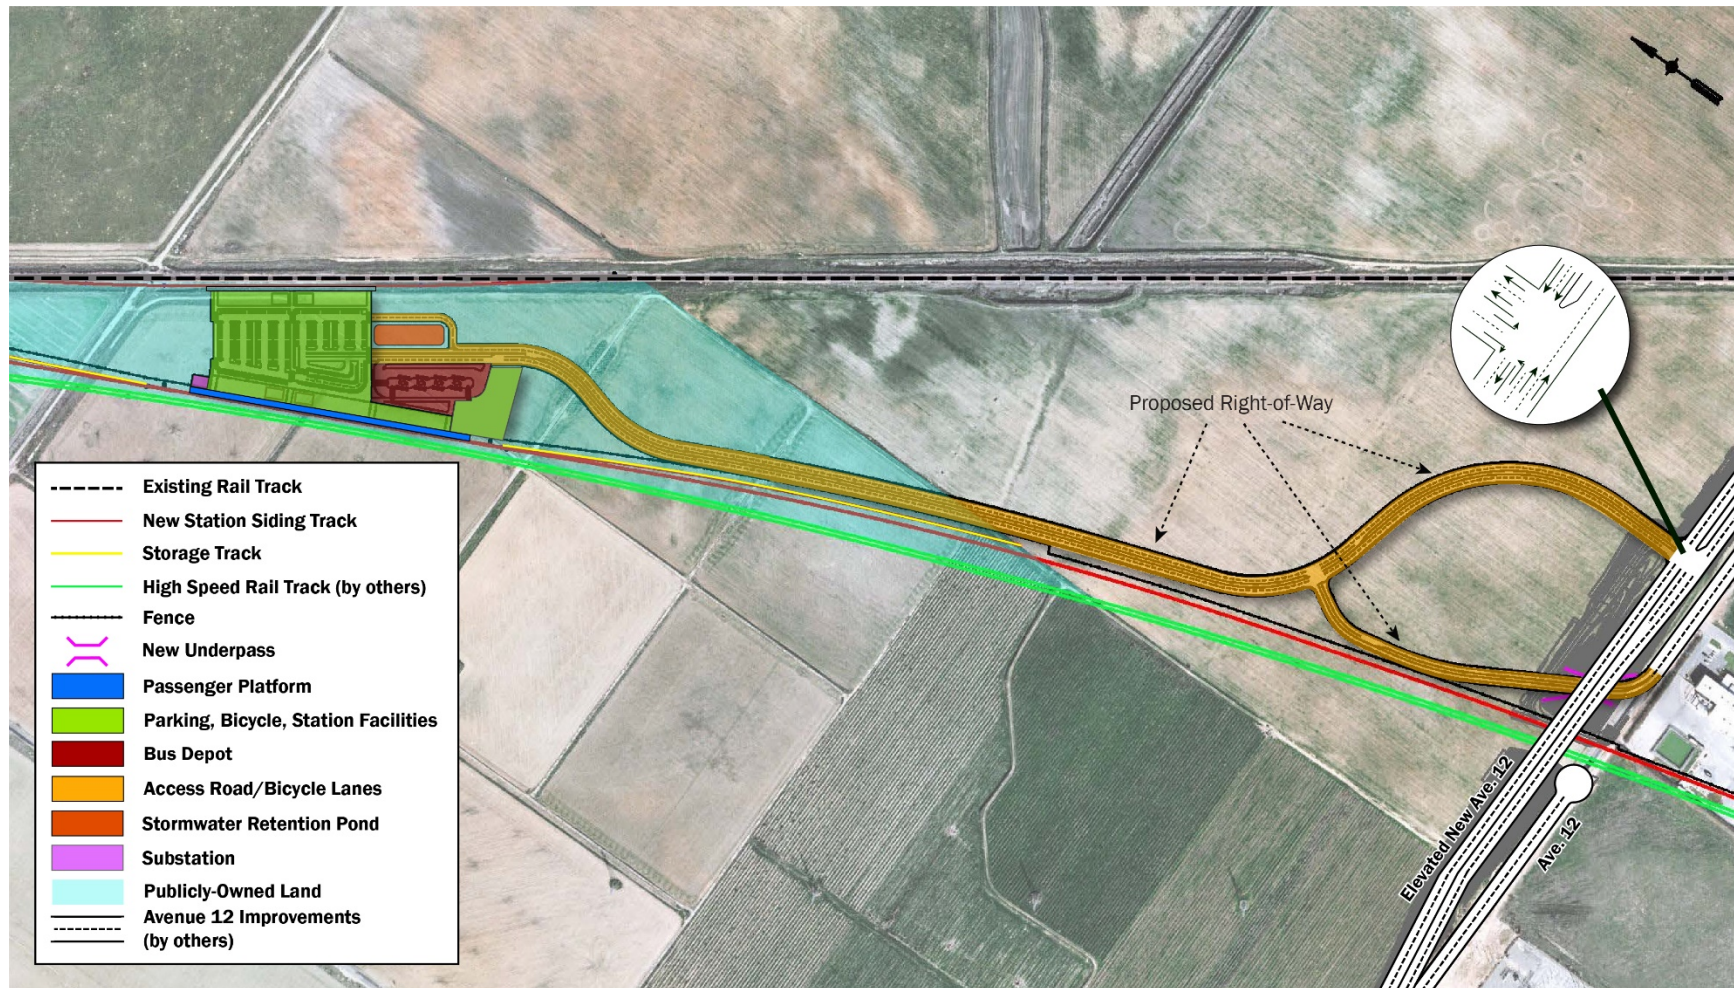 Proposed Right-of-Way
Existing Rail Track
New Station Siding Track
Storage Track
High Speed Rail Track (by others)
Fence
New Underpass
Passenger Platform
Parking, Bicycle, Station Facilities
Bus Depot
Access Road/Bicycle Lanes
Stormwater Retention Pond
Substation
Publicly-Owned Land
Avenue 12 Improvements
(by others)
Elevated New Ave. 12
Ave. 12